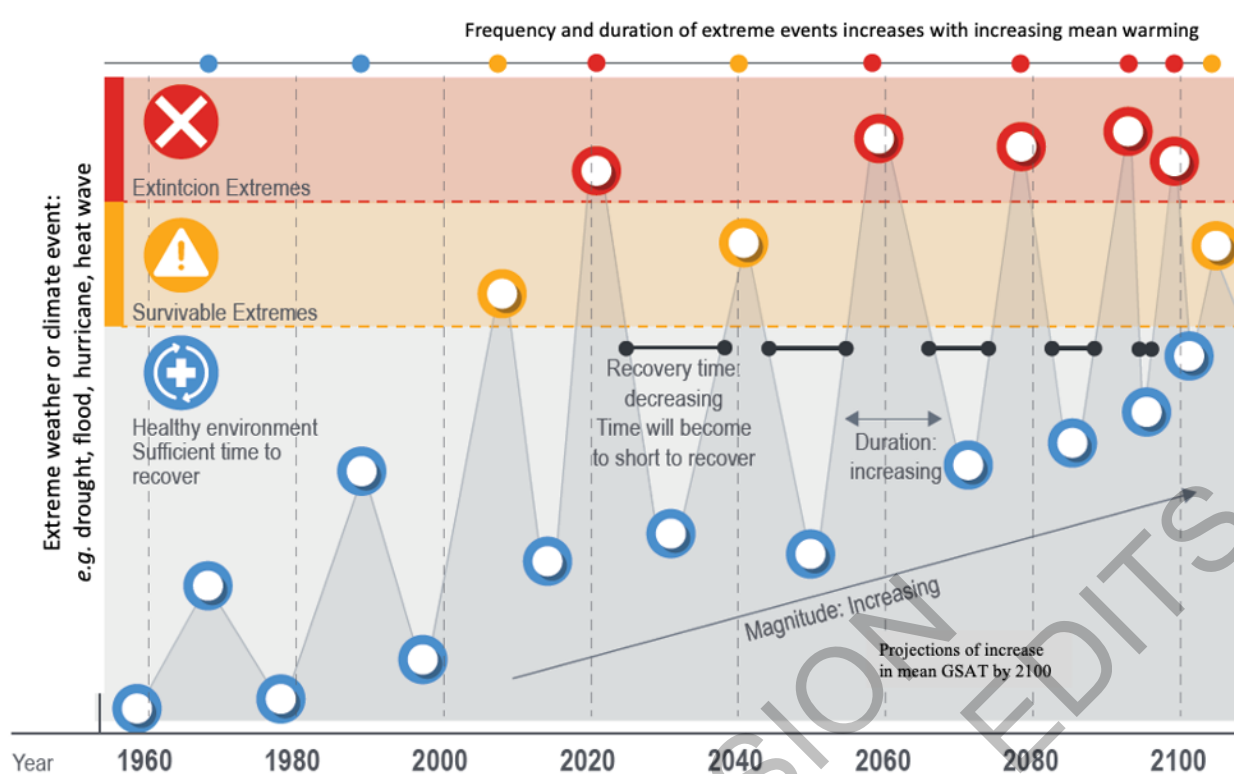 Frequency and duration of extreme events increases with increasing mean warming
Extreme weather or climate event:
e.g. drought, flood, hurricane, heat wave
Extintcion Extremes
Survivable Extremes
Healthy environment
Sufficient time to
recover
Recovery time:
decreasing
Time will become
to short to recover
Duration:
increasing
Magnitude: Increasing
Projections of increase
in mean GSAT by 2100
SION
EDITS
Year
1960 1980 2000 2020 2040 2060 2080 2100